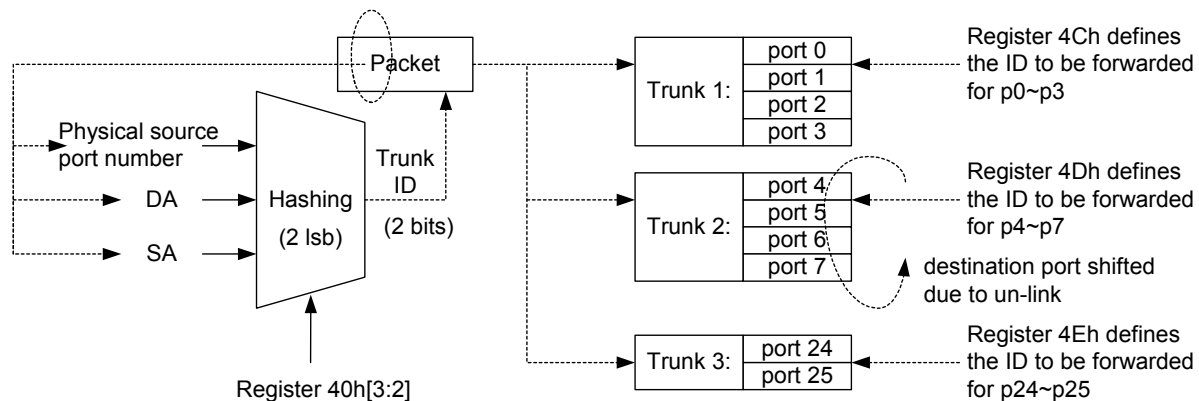 Packet
Physical source
port number
DA
SA
Hashing
(2 lsb)
Trunk
ID
(2 bits)
Register 40h[3:2]
Trunk 1:
port 0
port 1
port 2
port 3
Register 4Ch defines
the ID to be forwarded
for p0~p3
Trunk 2:
port 4
port 5
port 6
port 7
Register 4Dh defines
the ID to be forwarded
for p4~p7
destination port shifted
due to un-link
Trunk 3:
port 24
port 25
Register 4Eh defines
the ID to be forwarded
for p24~p25